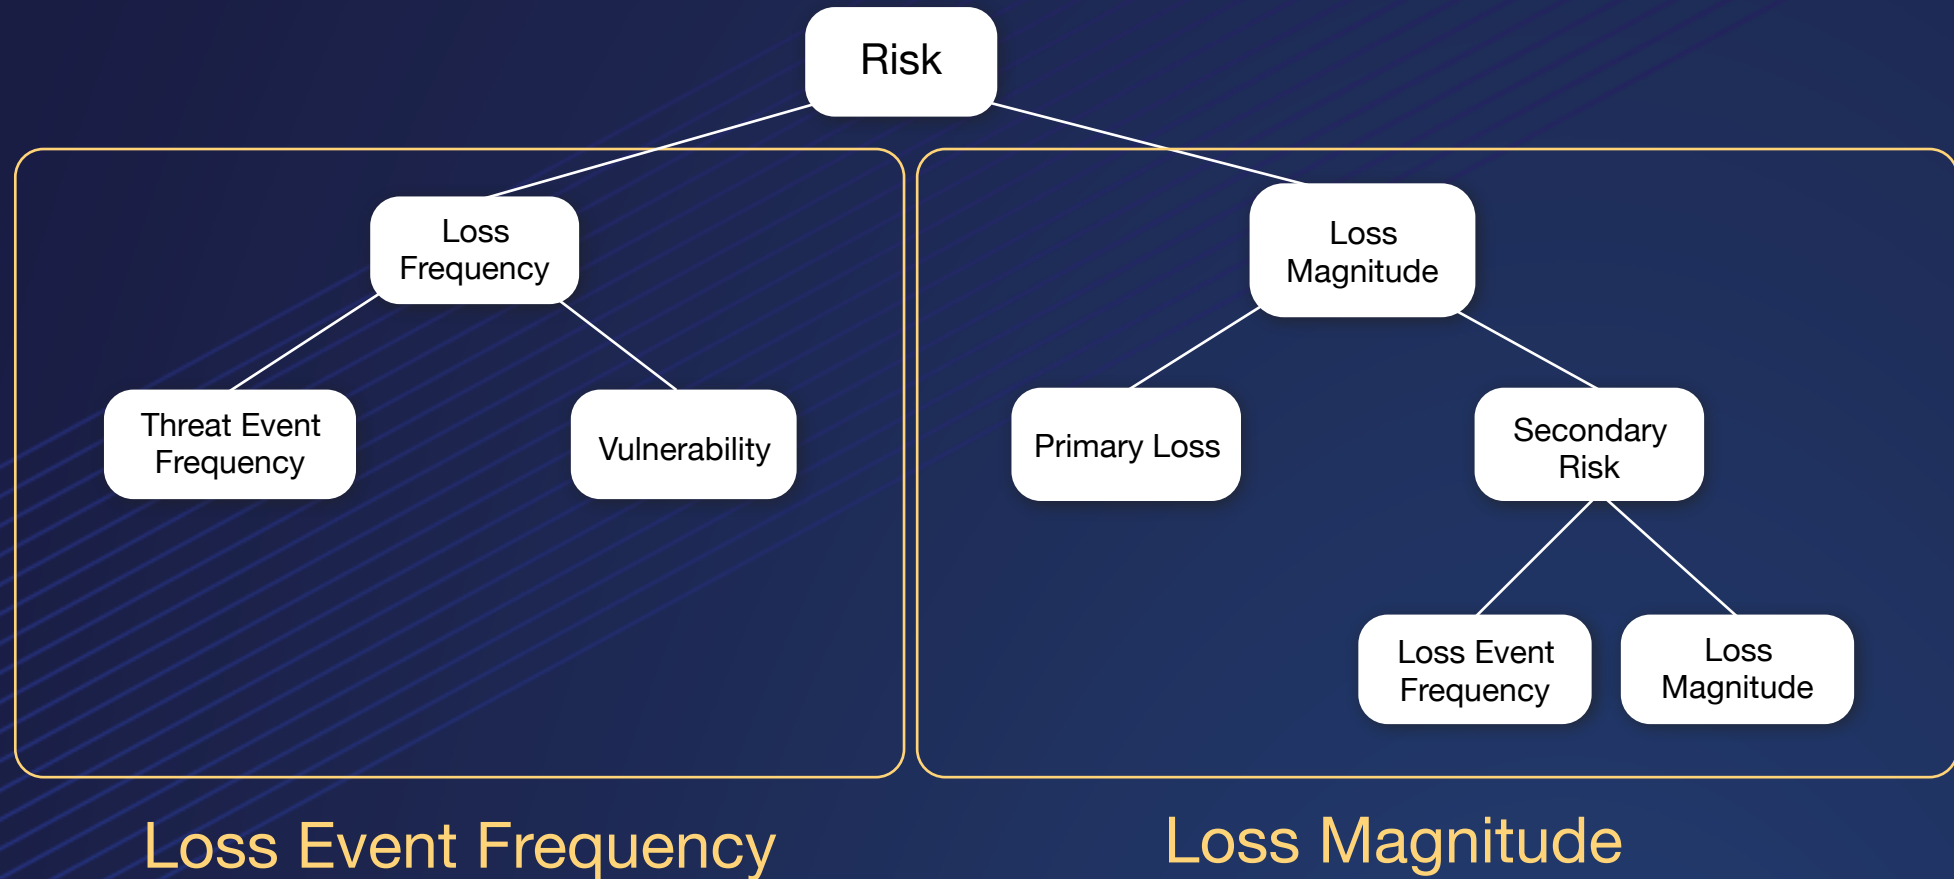 Risk
Loss
Frequency
Loss
Magnitude
Threat Event
Frequency
Vulnerability
Primary Loss
Secondary
Risk
Loss Event
Frequency
Loss
Magnitude
Loss Event Frequency
Loss Magnitude